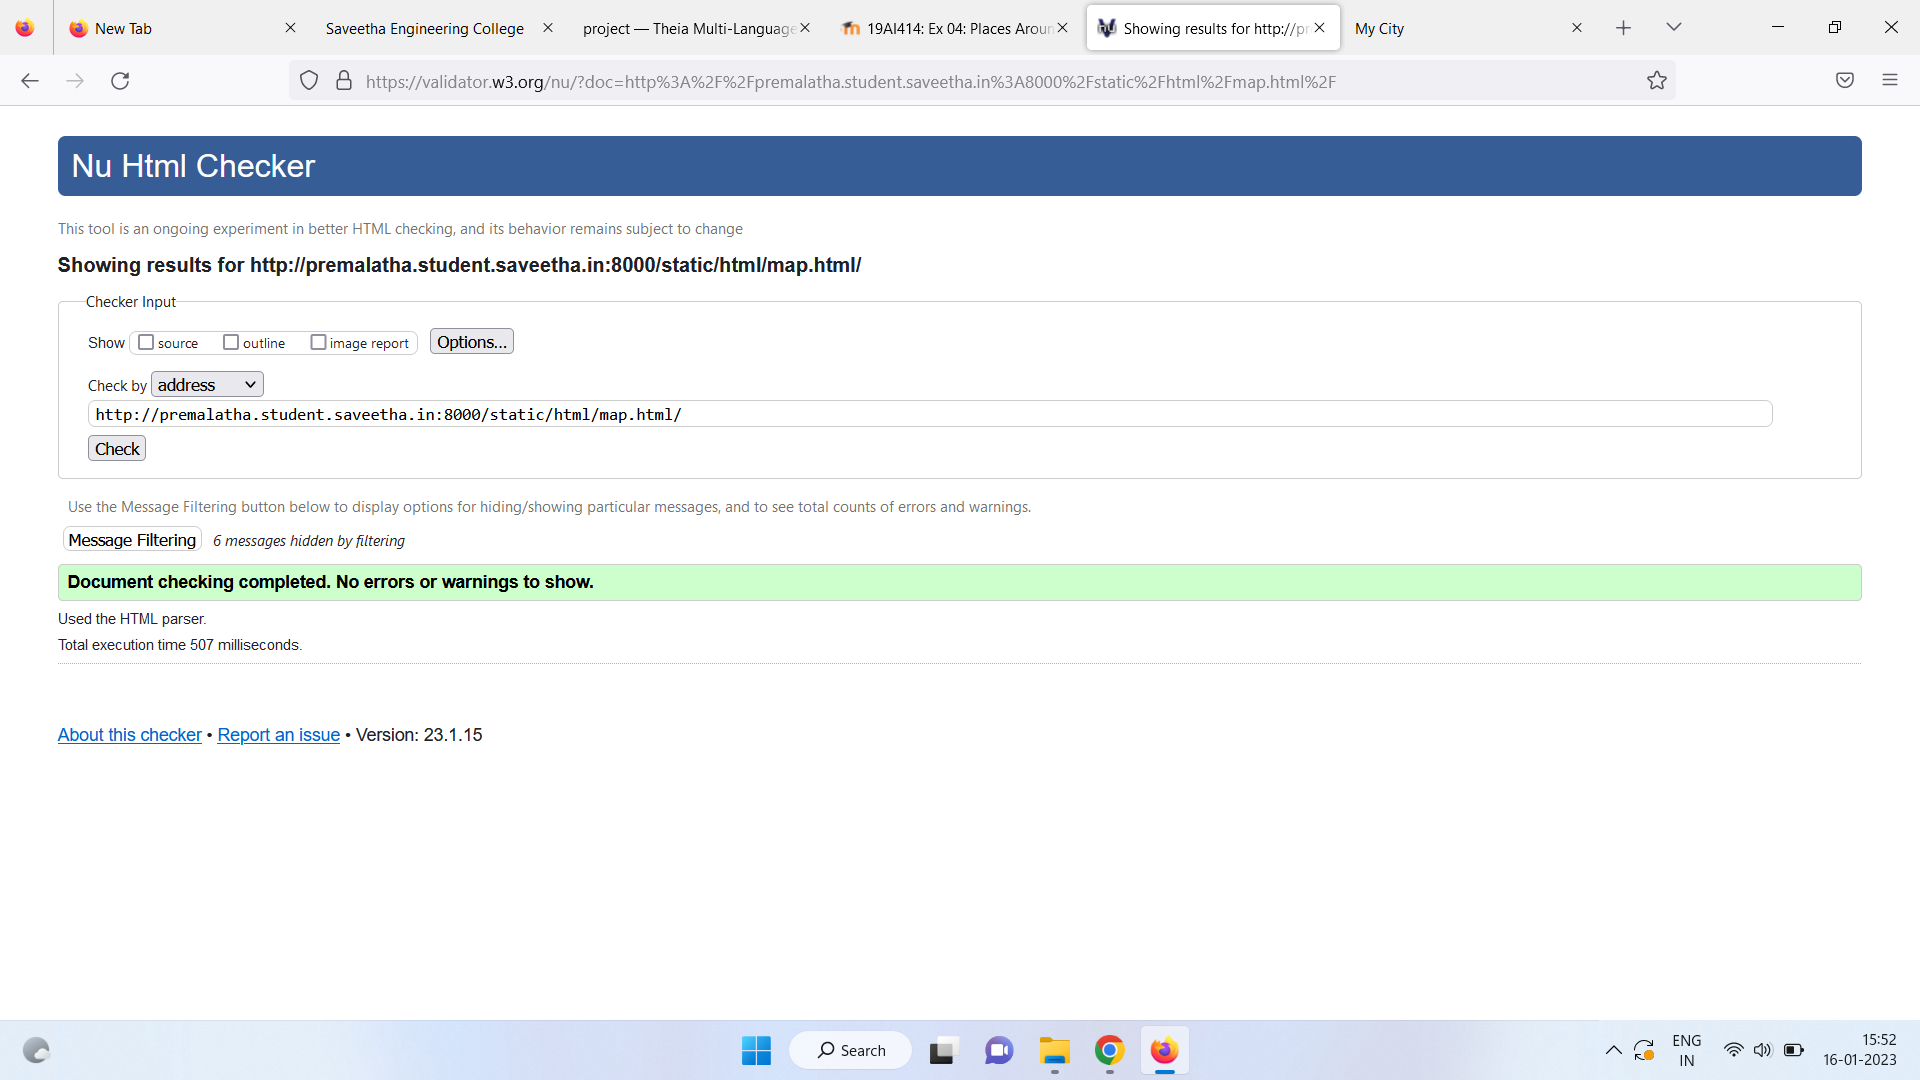 New Tab
Saveetha Engineering College
project — Theia Multi-Language
19AI414: Ex 04: Places Aroun
Showing results for http://pr
My City
https://validator.w3.org/nu/?doc=http%3A%2F%2Fpremalatha.student.saveetha.in%3A8000%2Fstatic%2Fhtml%2Fmap.html%2F
Nu Html Checker
This tool is an ongoing experiment in better HTML checking, and its behavior remains subject to change
Showing results for http://premalatha.student.saveetha.in:8000/static/html/map.html/
Checker Input
Show source outline image report Options...
Check by address
http://premalatha.student.saveetha.in:8000/static/html/map.html/
Check
Use the Message Filtering button below to display options for hiding/showing particular messages, and to see total counts of errors and warnings.
Message Filtering 6 messages hidden by filtering
Document checking completed. No errors or warnings to show.
Used the HTML parser.
Total execution time 507 milliseconds.
About this checker • Report an issue • Version: 23.1.15
Search
ENG
IN
15:52
16-01-2023